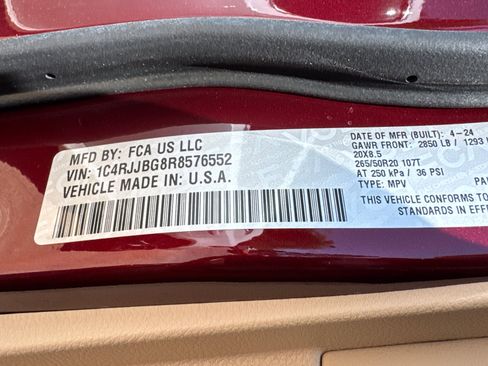 MFD BY: FCA US LLC
VIN: 1C4RJJBG8R8576552
VEHICLE MADE IN: U.S.A.
DATE OF MFR (BUILT): 4-24
GAWR FRONT: 2850 LB / 1293
20X8.5
265/50R20 107T
AT 250 kPa / 36 PSI
TYPE: MPV
THIS VEHICLE CONFORMS TO
STANDARDS IN EFFE